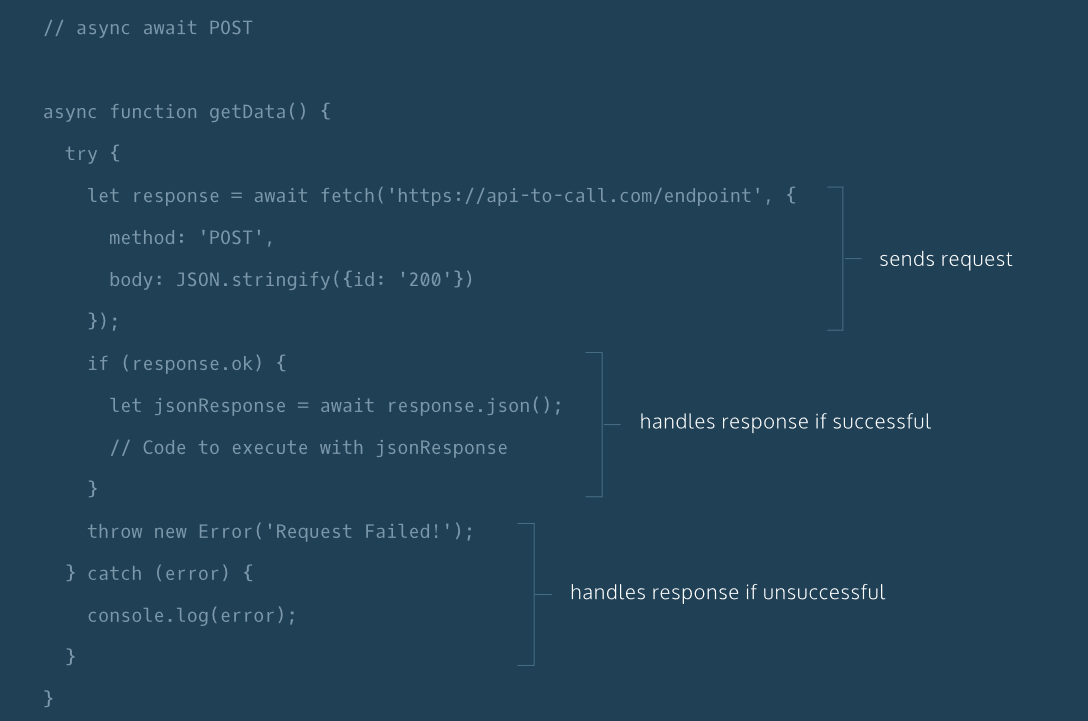 // async await POST
async function getData() {
try {
let response = await fetch('https://api-to-call.com/endpoint', {
method: 'POST',
body: JSON.stringify({id: '200'})
});
sends request
if (response.ok) {
let jsonResponse = await response.json();
// Code to execute with jsonResponse
}
handles response if successful
throw new Error('Request Failed!');
} catch (error) {
console.log(error);
}
handles response if unsuccessful
}